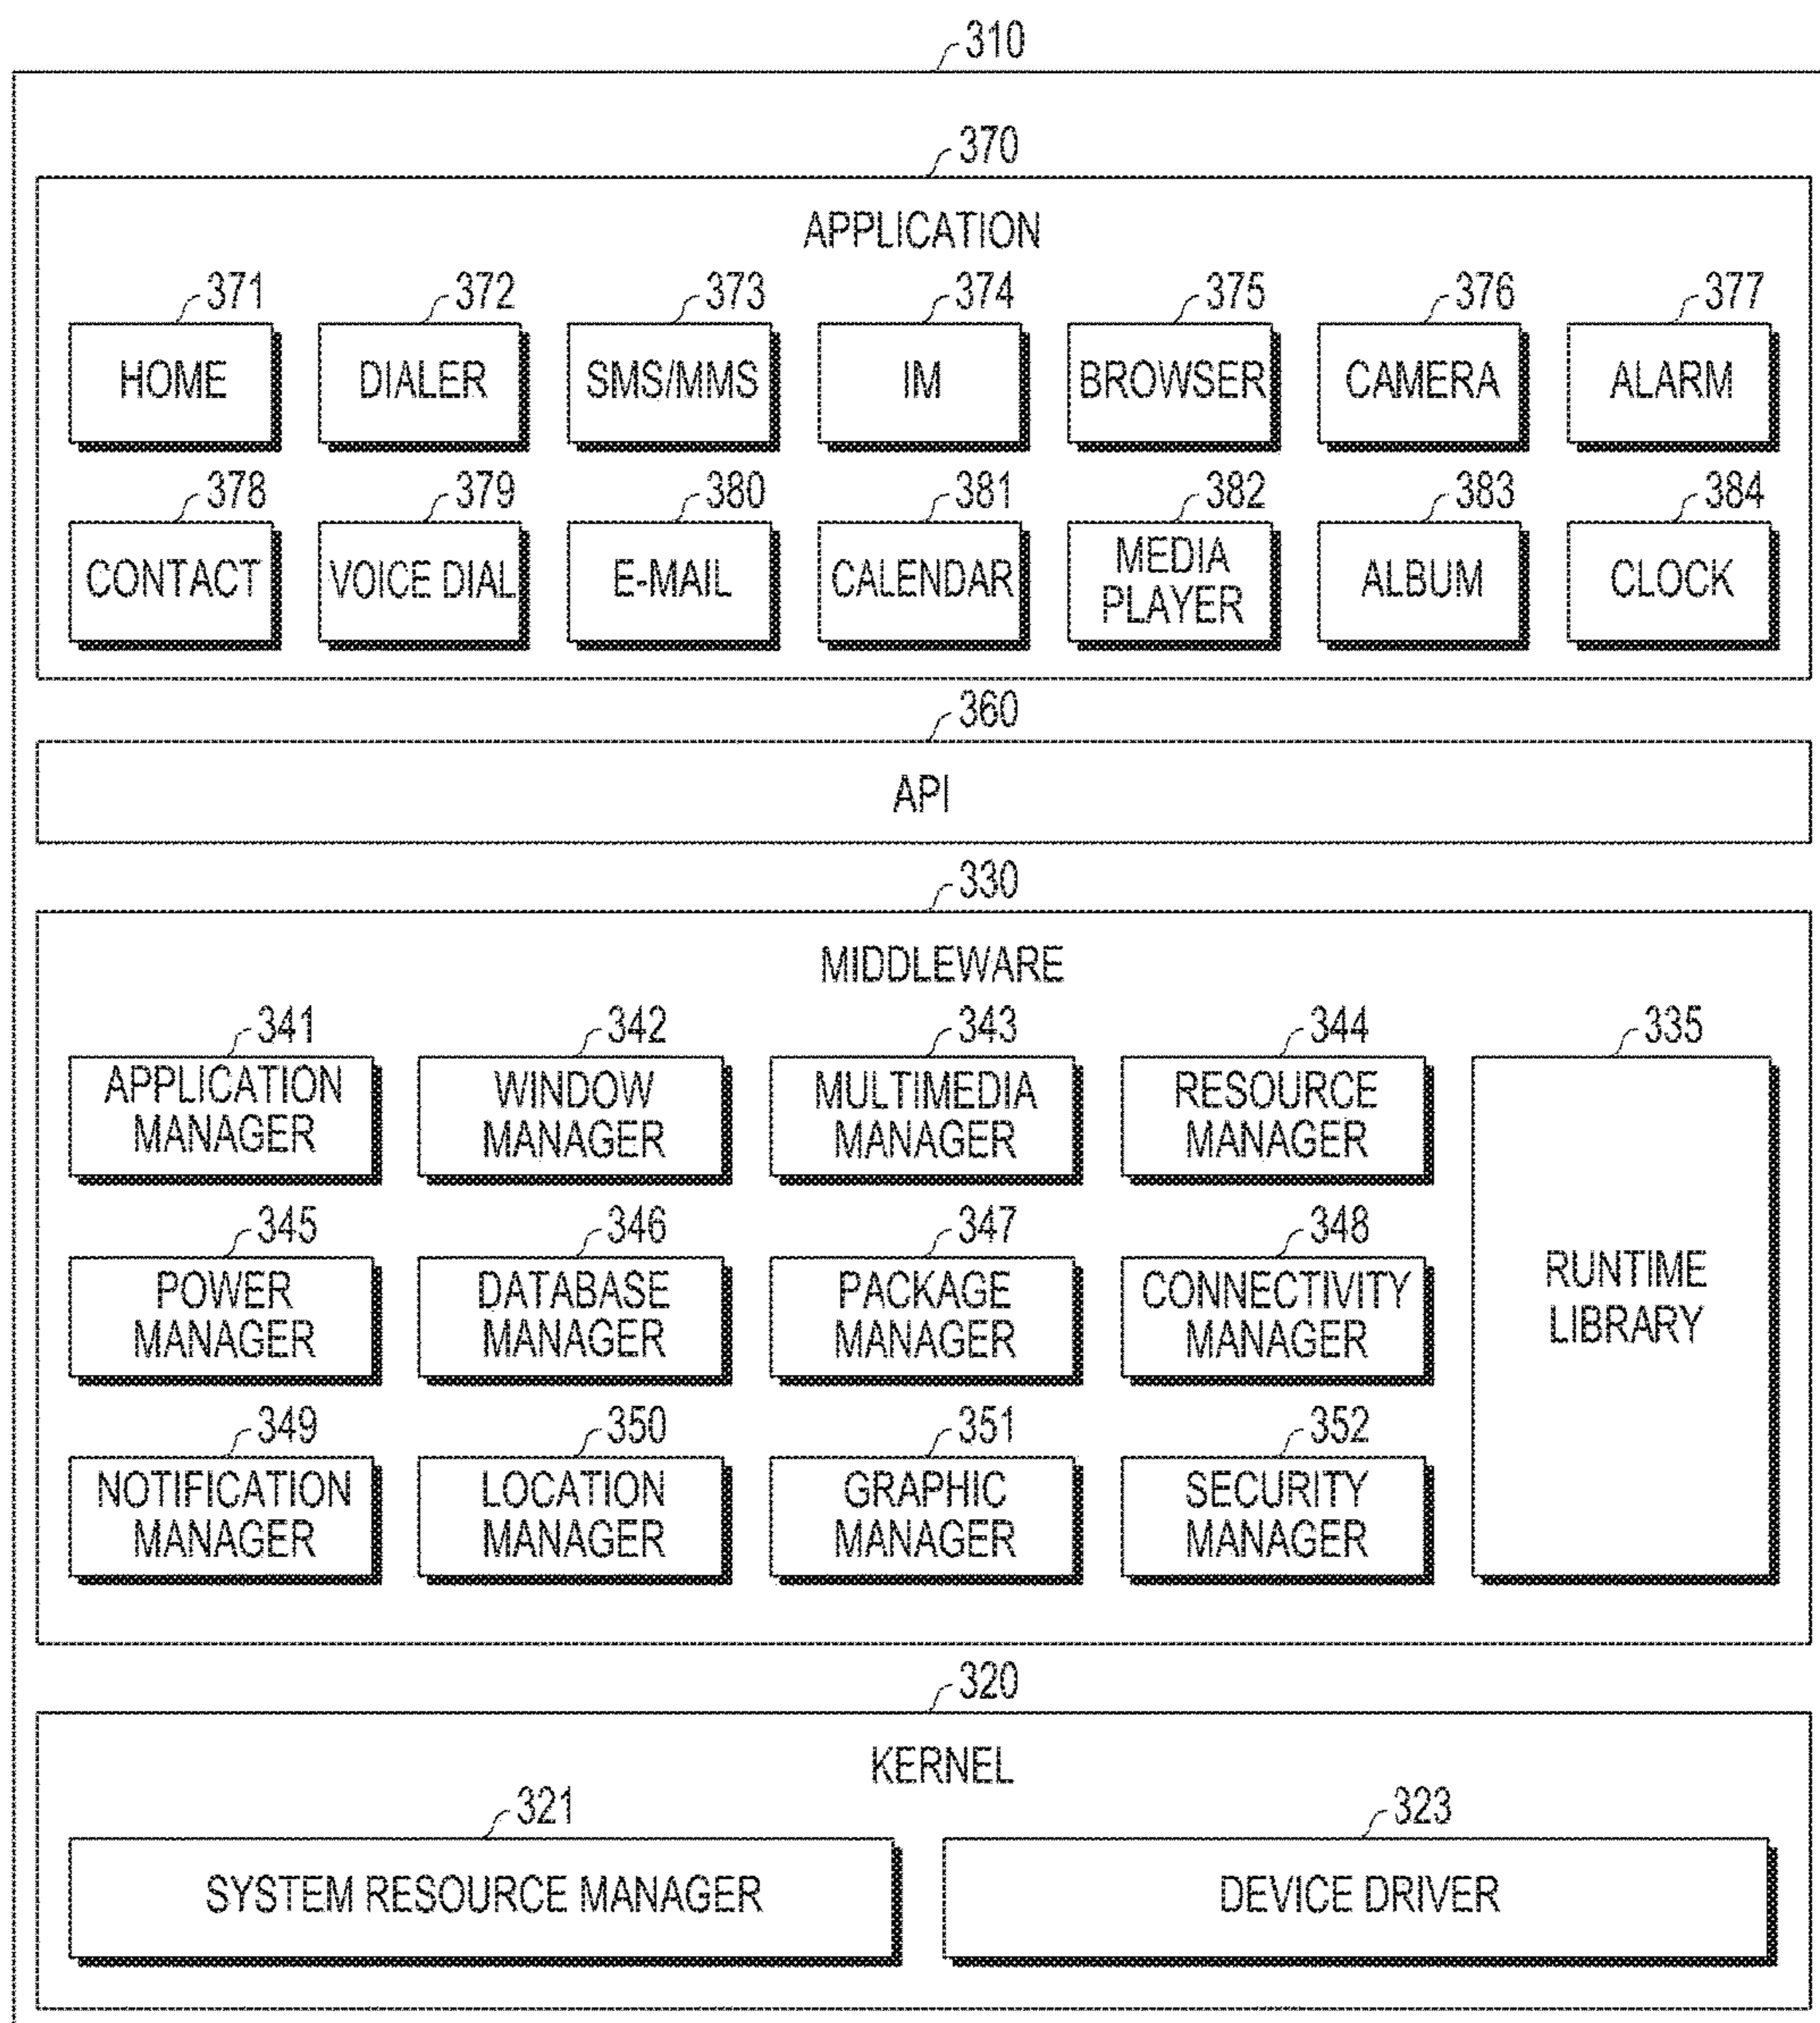 310
370
APPLICATION
371 372 373 374 375 376 377
HOME DIALER SMS/MMS IM BROWSER CAMERA ALARM
378 379 380 381 382 383 384
CONTACT VOICE DIAL E-MAIL CALENDAR MEDIA PLAYER ALBUM CLOCK
360
API
330
MIDDLEWARE
341 342 343 344 335
APPLICATION MANAGER WINDOW MANAGER MULTIMEDIA MANAGER RESOURCE MANAGER
345 346 347 348
POWER MANAGER DATABASE MANAGER PACKAGE MANAGER CONNECTIVITY MANAGER RUNTIME LIBRARY
349 350 351 352
NOTIFICATION MANAGER LOCATION MANAGER GRAPHIC MANAGER SECURITY MANAGER
320
KERNEL
321 323
SYSTEM RESOURCE MANAGER DEVICE DRIVER